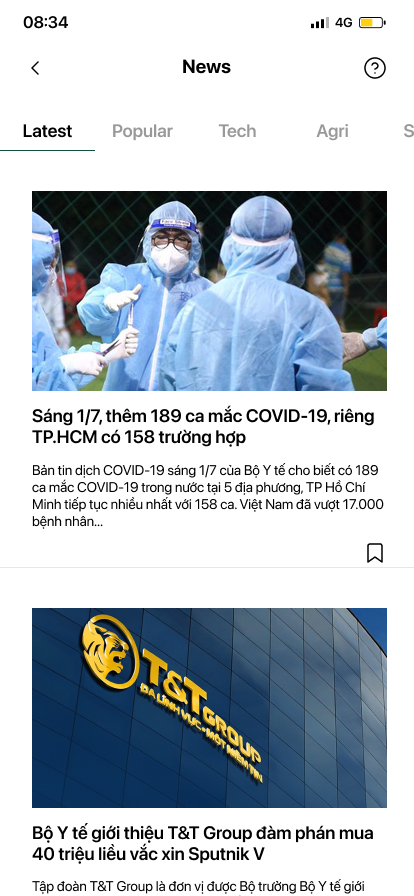 08:34
4G
News
Latest Popular Tech Agri S
Sáng 1/7, thêm 189 ca mắc COVID-19, riêng
TP.HCM có 158 trường hợp
Bản tin dịch COVID-19 sáng 1/7 của Bộ Y tế cho biết có 189
ca mắc COVID-19 trong nước tại 5 địa phương, TP Hồ Chí
Minh tiếp tục nhiều nhất với 158 ca. Việt Nam đã vượt 17.000
bệnh nhân...
T&T GROUP
ĐA LĨNH VỰC - MỘT NIỀM TIN
Bộ Y tế giới thiệu T&T Group đàm phán mua
40 triệu liều vắc xin Sputnik V
Tập đoàn T&T Group là đơn vị được Bộ trưởng Bộ Y tế giới